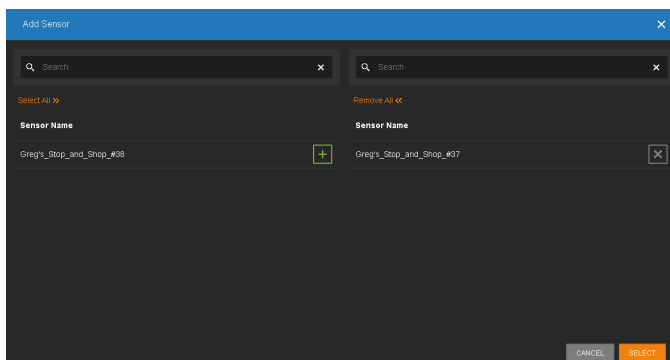 Add Sensor
Search
Search
Select All »
Remove All «
Sensor Name
Sensor Name
Greg's_Stop_and_Shop_#38
Greg's_Stop_and_Shop_#37
CANCEL
SELECT